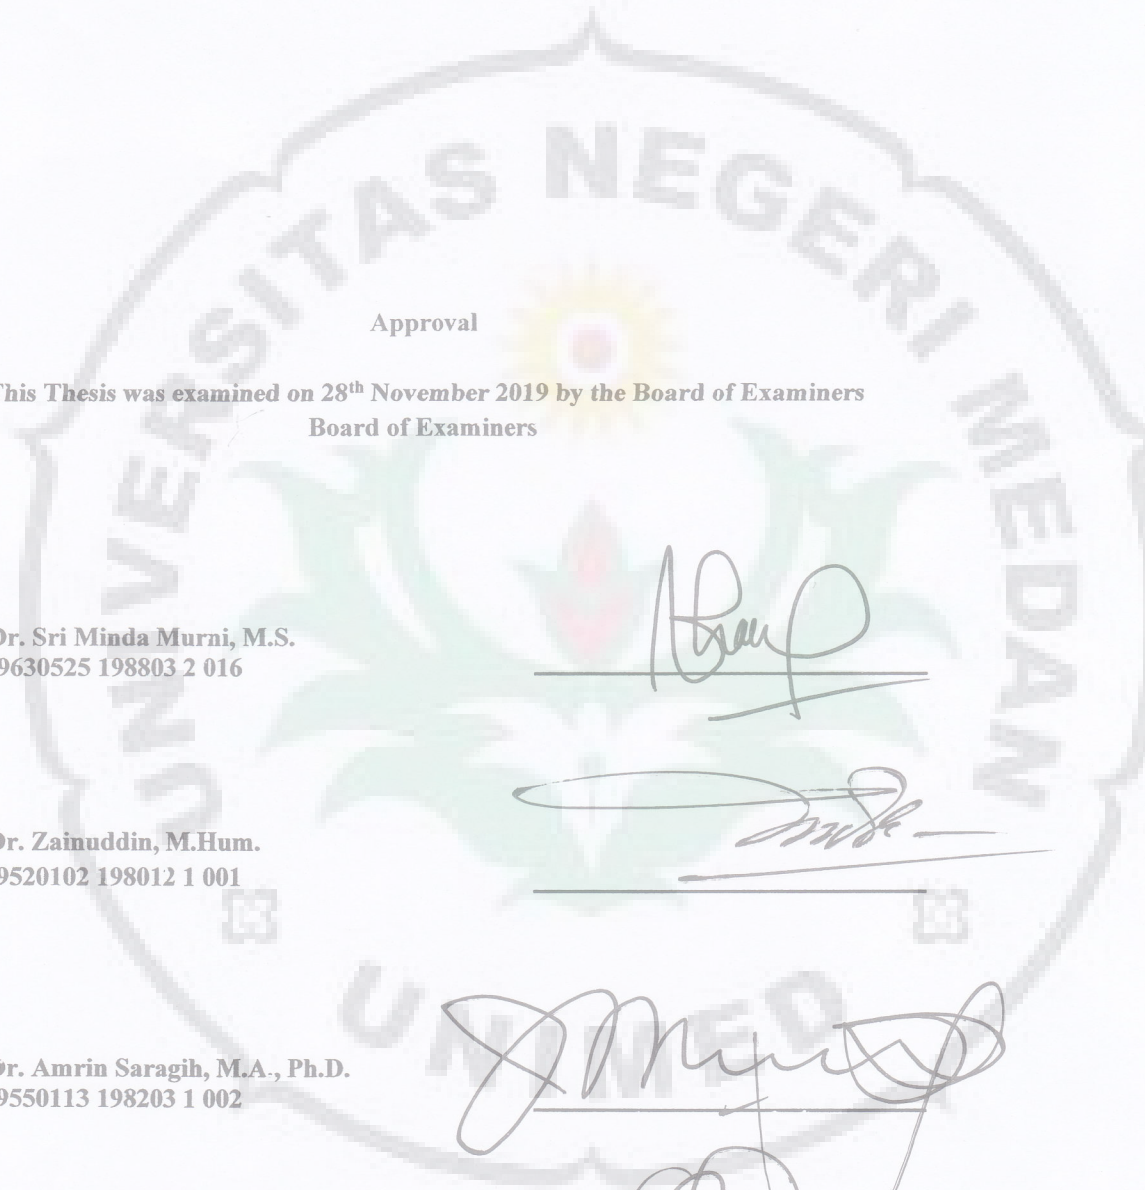 UNIVERSITAS NEGERI MEDAN
Approval
This Thesis was examined on 28th November 2019 by the Board of Examiners
Board of Examiners
Dr. Sri Minda Murni, M.S.
9630525 198803 2 016
Dr. Zainuddin, M.Hum.
9520102 198012 1 001
UNIMED
Dr. Amrin Saragih, M.A., Ph.D.
9550113 198203 1 002